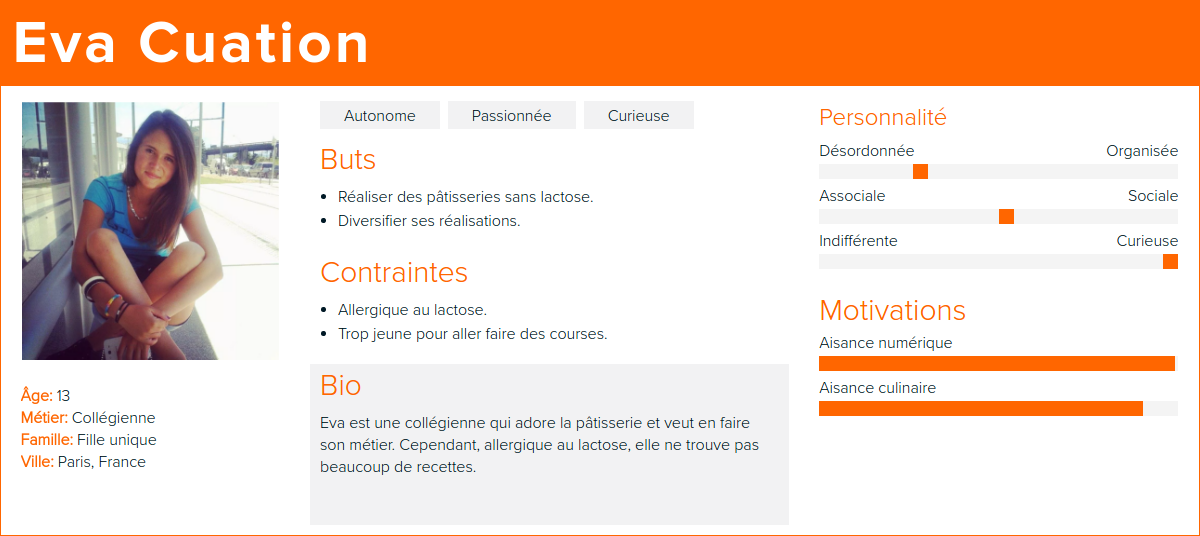 Eva Cuation
Âge: 13
Métier: Collégienne
Famille: Fille unique
Ville: Paris, France
Autonome
Passionnée
Curieuse
Buts
Réaliser des pâtisseries sans lactose.
Diversifier ses réalisations.
Contraintes
Allergique au lactose.
Trop jeune pour aller faire des courses.
Bio
Eva est une collégienne qui adore la pâtisserie et veut en faire
son métier. Cependant, allergique au lactose, elle ne trouve pas
beaucoup de recettes.
Personnalité
Désordonnée Organisée
Associale Sociale
Indifférente Curieuse
Motivations
Aisance numérique
Aisance culinaire